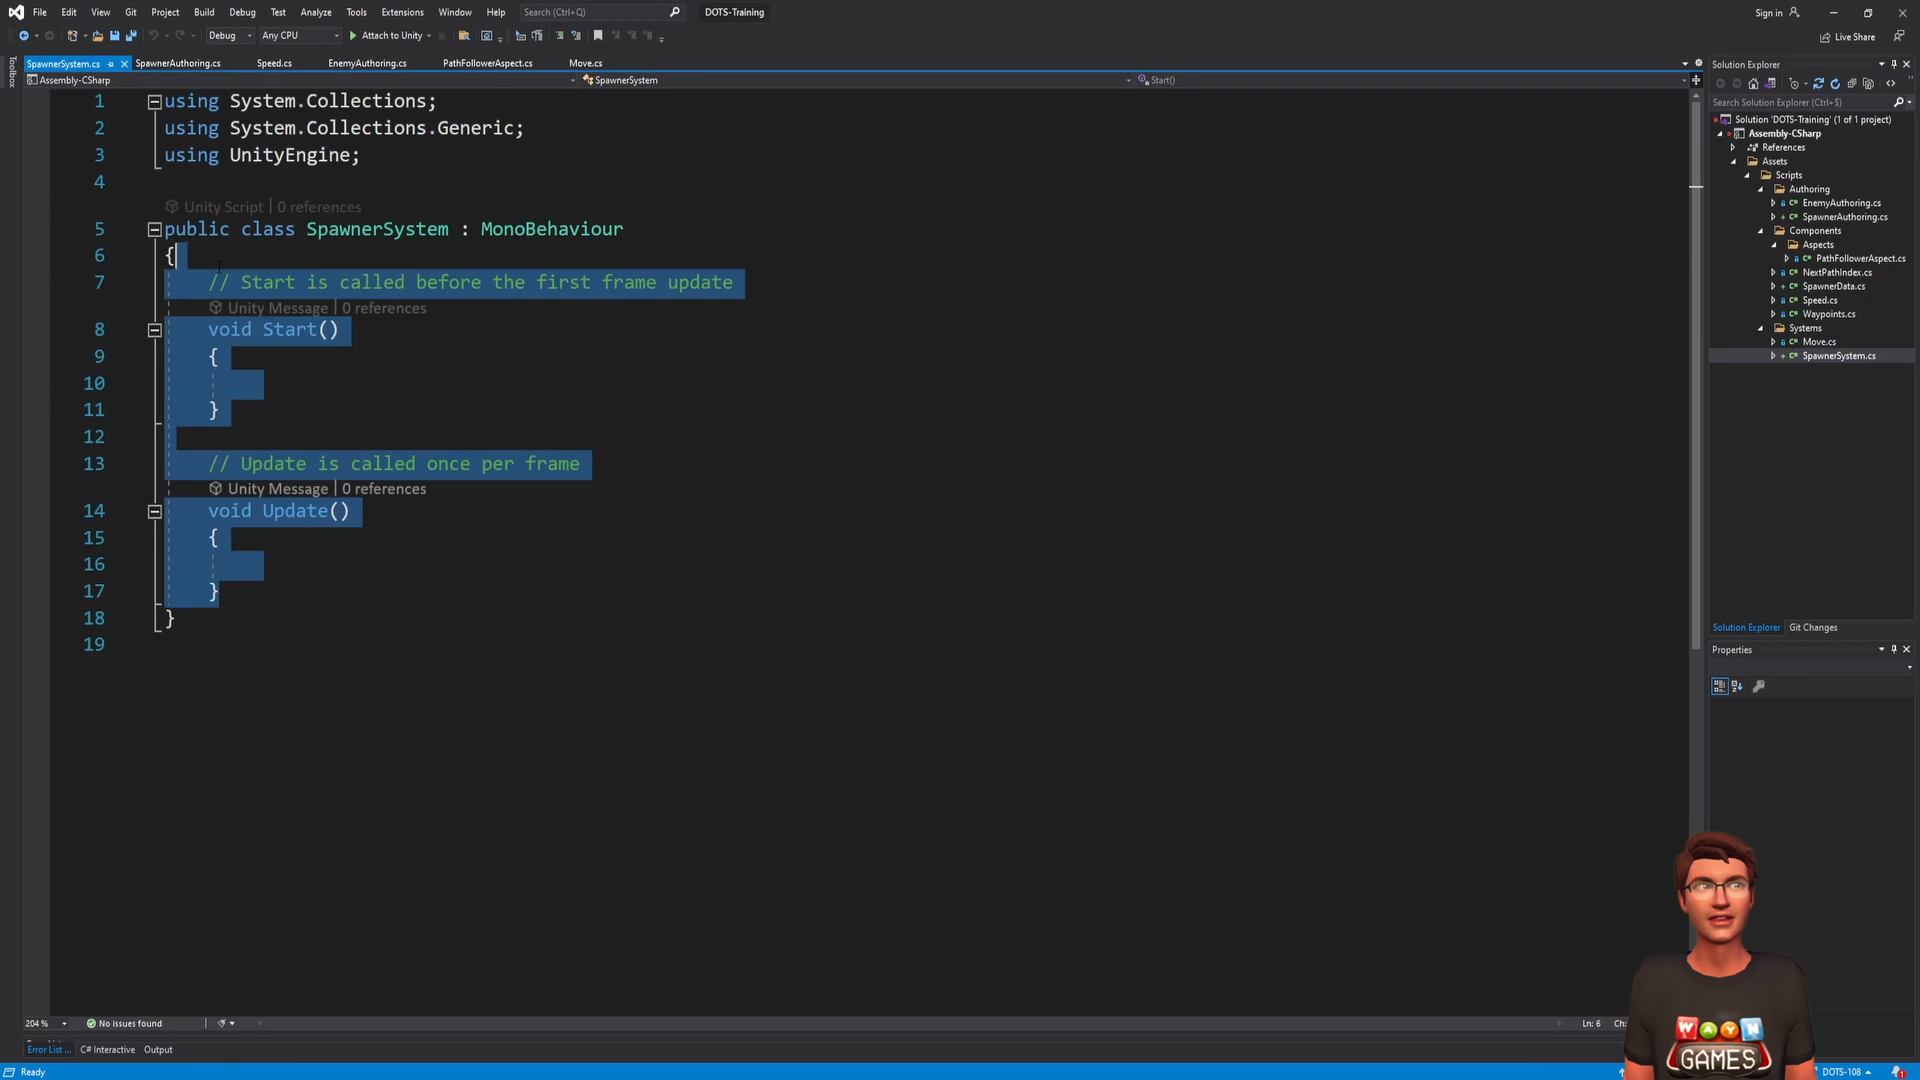 File Edit View Git Project Build Debug Test Analyze Tools Extensions Window Help Search (Ctrl+Q) DOTS-Training Sign in
Debug Any CPU Attach to Unity Live Share
Toolbox
SpawnerSystem.cs SpawnerAuthoring.cs Speed.cs EnemyAuthoring.cs PathFollowerAspect.cs Move.cs
Assembly-CSharp SpawnerSystem Start()
1 using System.Collections;
2 using System.Collections.Generic;
3 using UnityEngine;
4
Unity Script | 0 references
5 public class SpawnerSystem : MonoBehaviour
6 {
7 // Start is called before the first frame update
Unity Message | 0 references
8 void Start()
9 {
10
11 }
12
13 // Update is called once per frame
Unity Message | 0 references
14 void Update()
15 {
16
17 }
18 }
19
204 % No issues found Ln: 6 Ch:
Error List ... C# Interactive Output
Ready DOTS-108 1
Solution Explorer
Search Solution Explorer (Ctrl+$)
Solution 'DOTS-Training' (1 of 1 project)
Assembly-CSharp
References
Assets
Scripts
Authoring
EnemyAuthoring.cs
SpawnerAuthoring.cs
Components
Aspects
PathFollowerAspect.cs
NextPathIndex.cs
SpawnerData.cs
Speed.cs
Waypoints.cs
Systems
Move.cs
SpawnerSystem.cs
Solution Explorer Git Changes
Properties
WAYN
GAMES